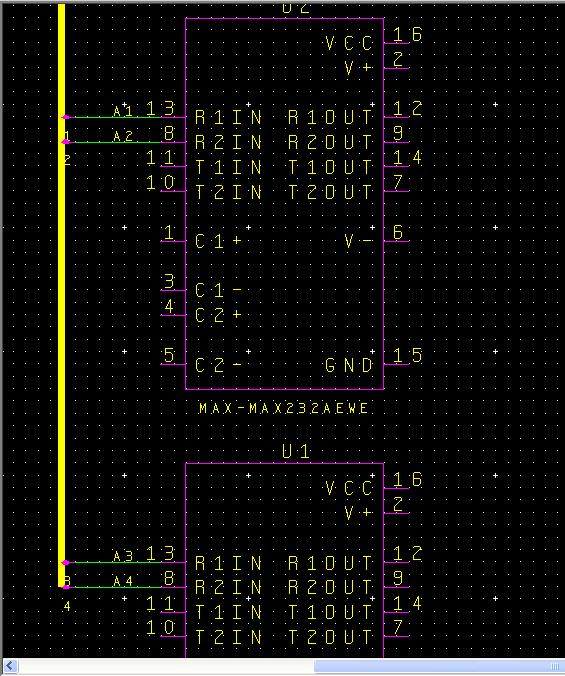 U2
VCC 16
V+ 2
A1 13 R1IN R1OUT 12
1 A2 8 R2IN R2OUT 9
2 11 T1IN T1OUT 14
10 T2IN T2OUT 7
1 C1+ V- 6
3 C1-
4 C2+
5 C2- GND 15
MAX-MAX232AEWE
U1
VCC 16
V+ 2
A3 13 R1IN R1OUT 12
3 A4 8 R2IN R2OUT 9
4 11 T1IN T1OUT 14
10 T2IN T2OUT 7